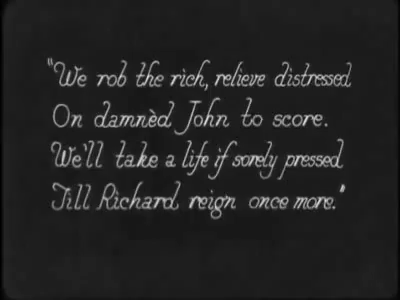 "We rob the rich, relieve distressed
On damnèd John to score.
We'll take a life if sorely pressed
Till Richard reign once more."